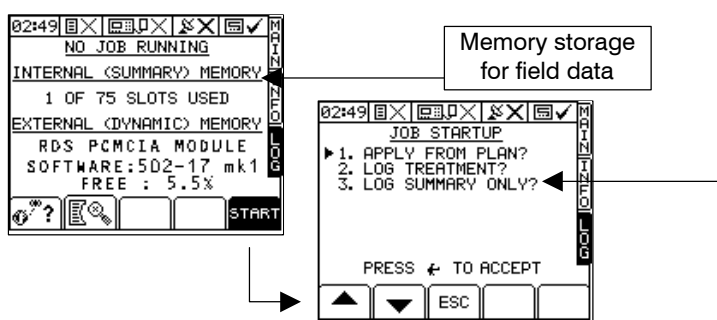 02:49
NO JOB RUNNING
INTERNAL (SUMMARY) MEMORY
1 OF 75 SLOTS USED
EXTERNAL (DYNAMIC) MEMORY
RDS PCMCIA MODULE
SOFTWARE:502-17 mk1
FREE : 5.5%
?
START
MAIN
INFO
LOG
Memory storage
for field data
02:49
JOB STARTUP
1. APPLY FROM PLAN?
2. LOG TREATMENT?
3. LOG SUMMARY ONLY?
PRESS ↵ TO ACCEPT
ESC
MAIN
INFO
LOG